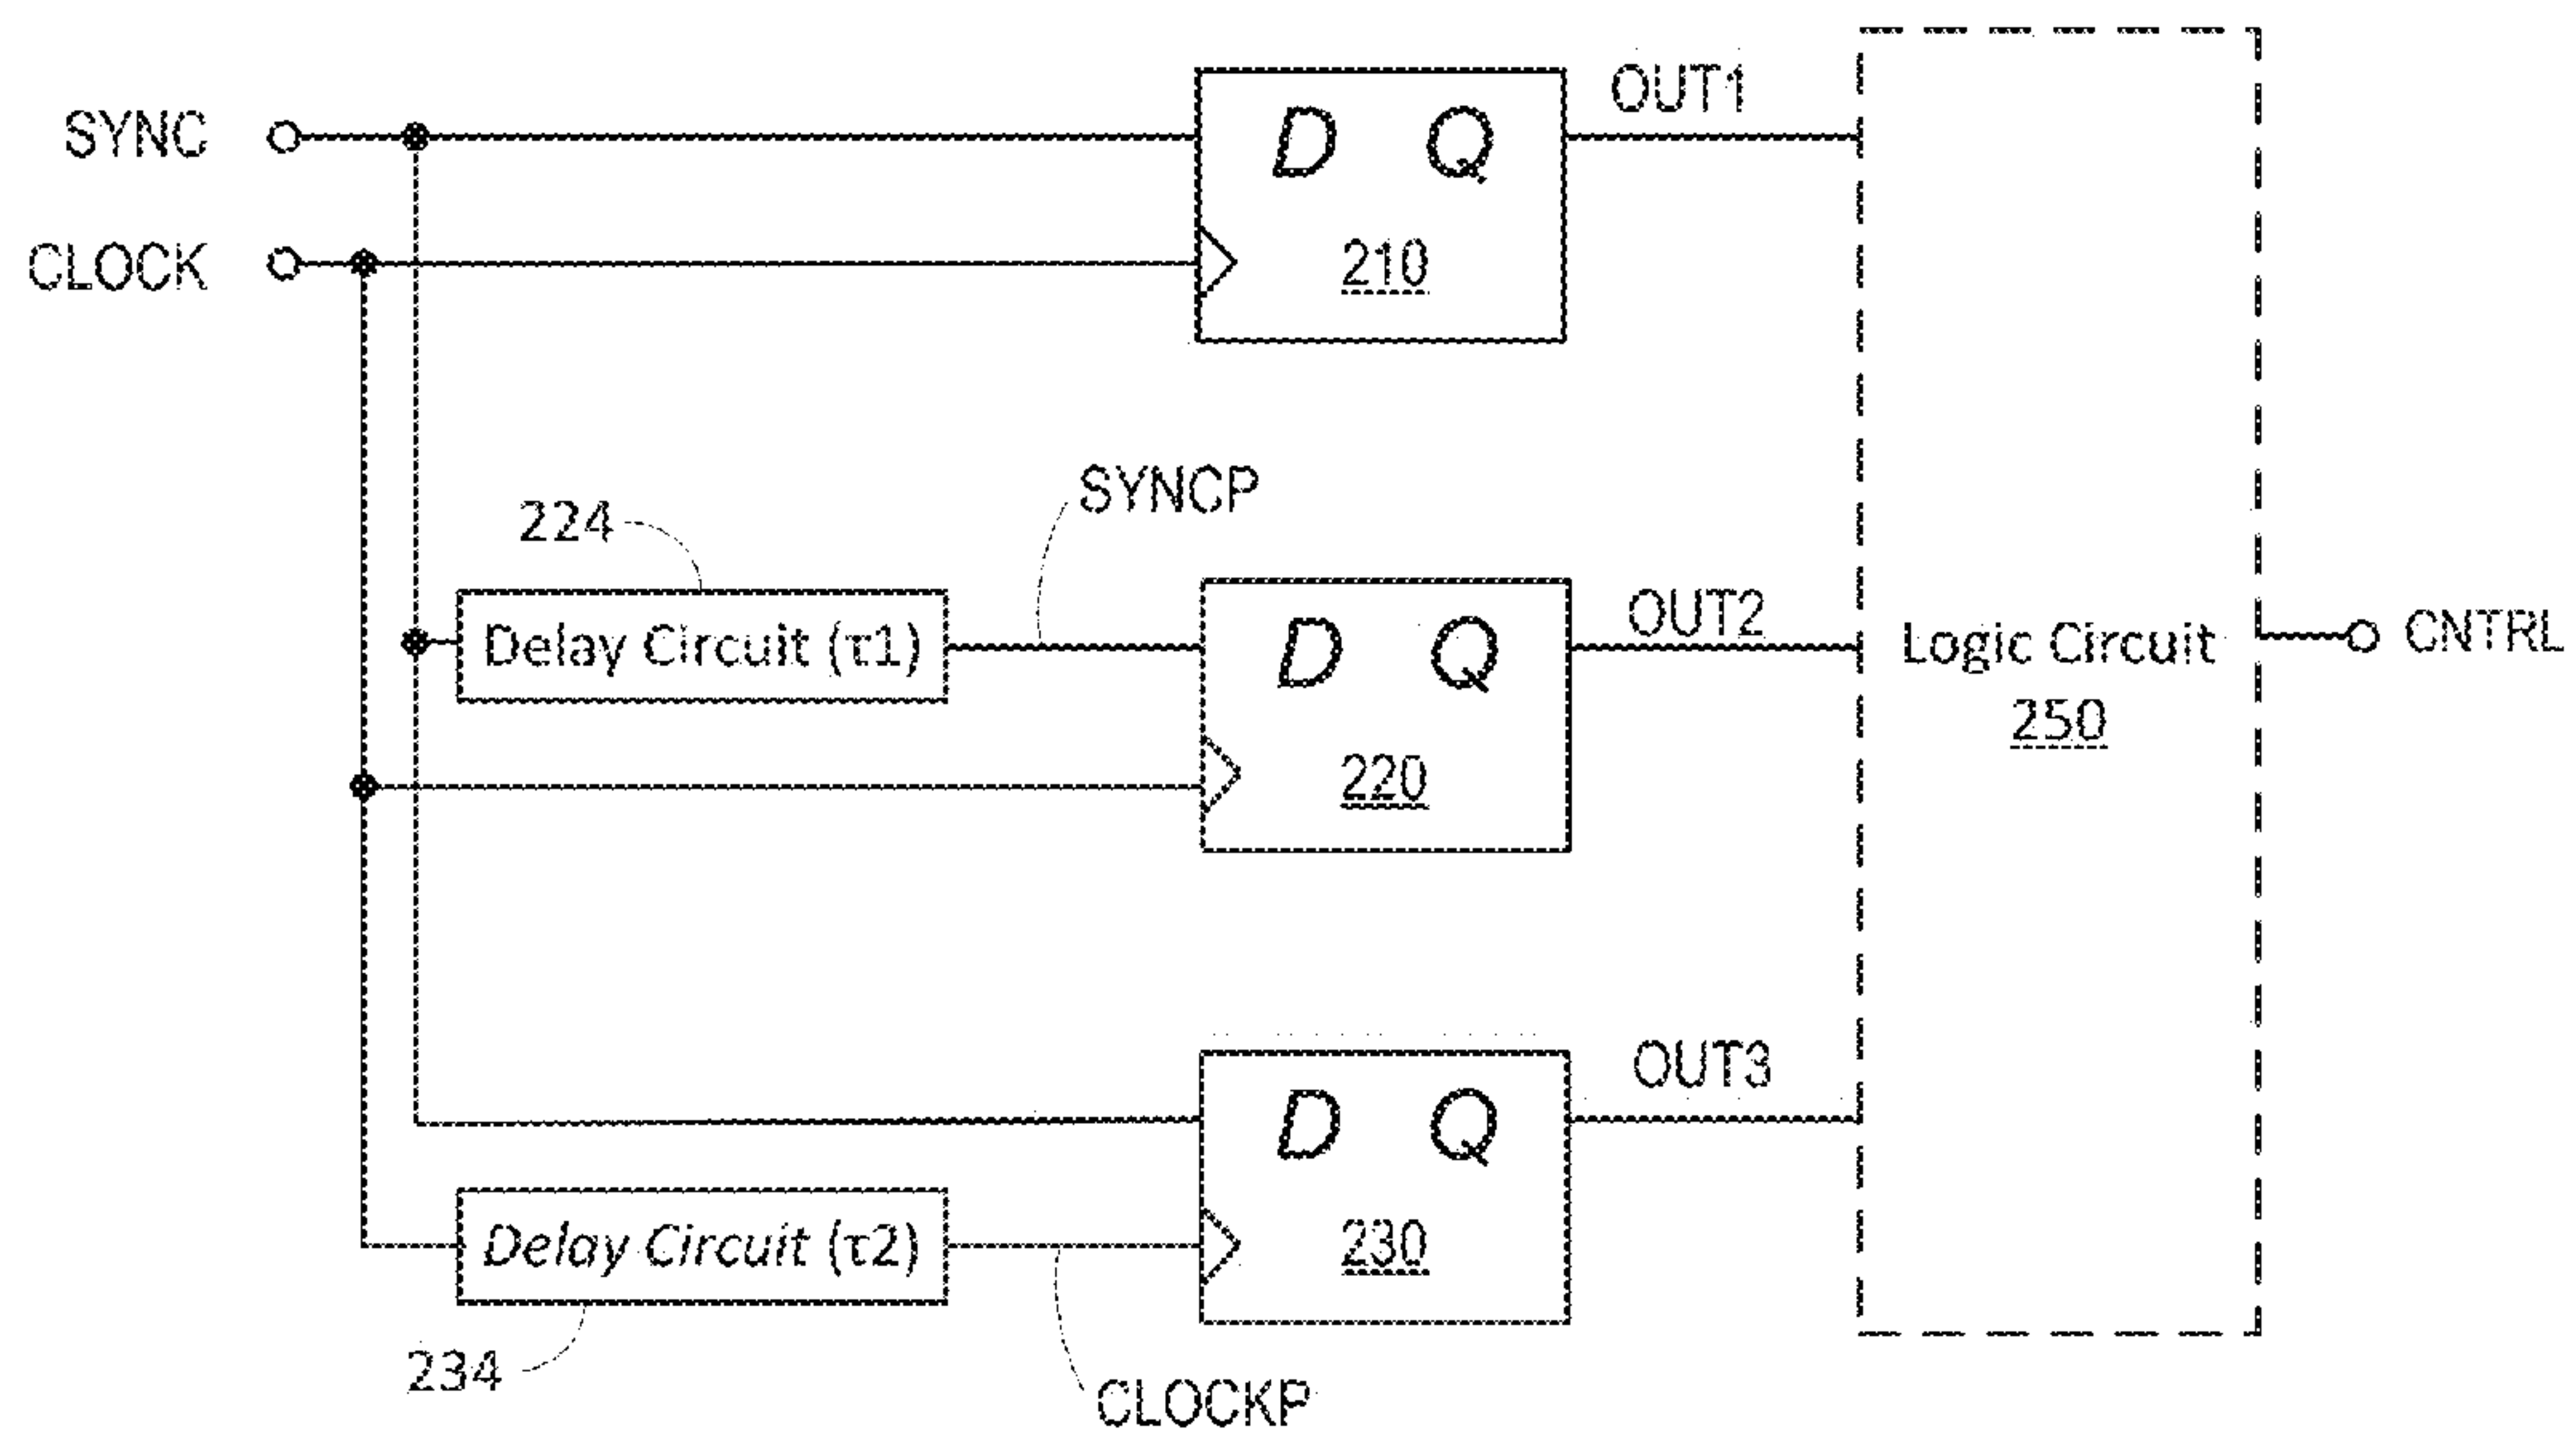 SYNC
CLOCK
D Q
210
OUT1
224
SYNCP
Delay Circuit (τ1)
D Q
220
OUT2
Logic Circuit
250
CNTRL
D Q
230
OUT3
Delay Circuit (τ2)
234
CLOCKP